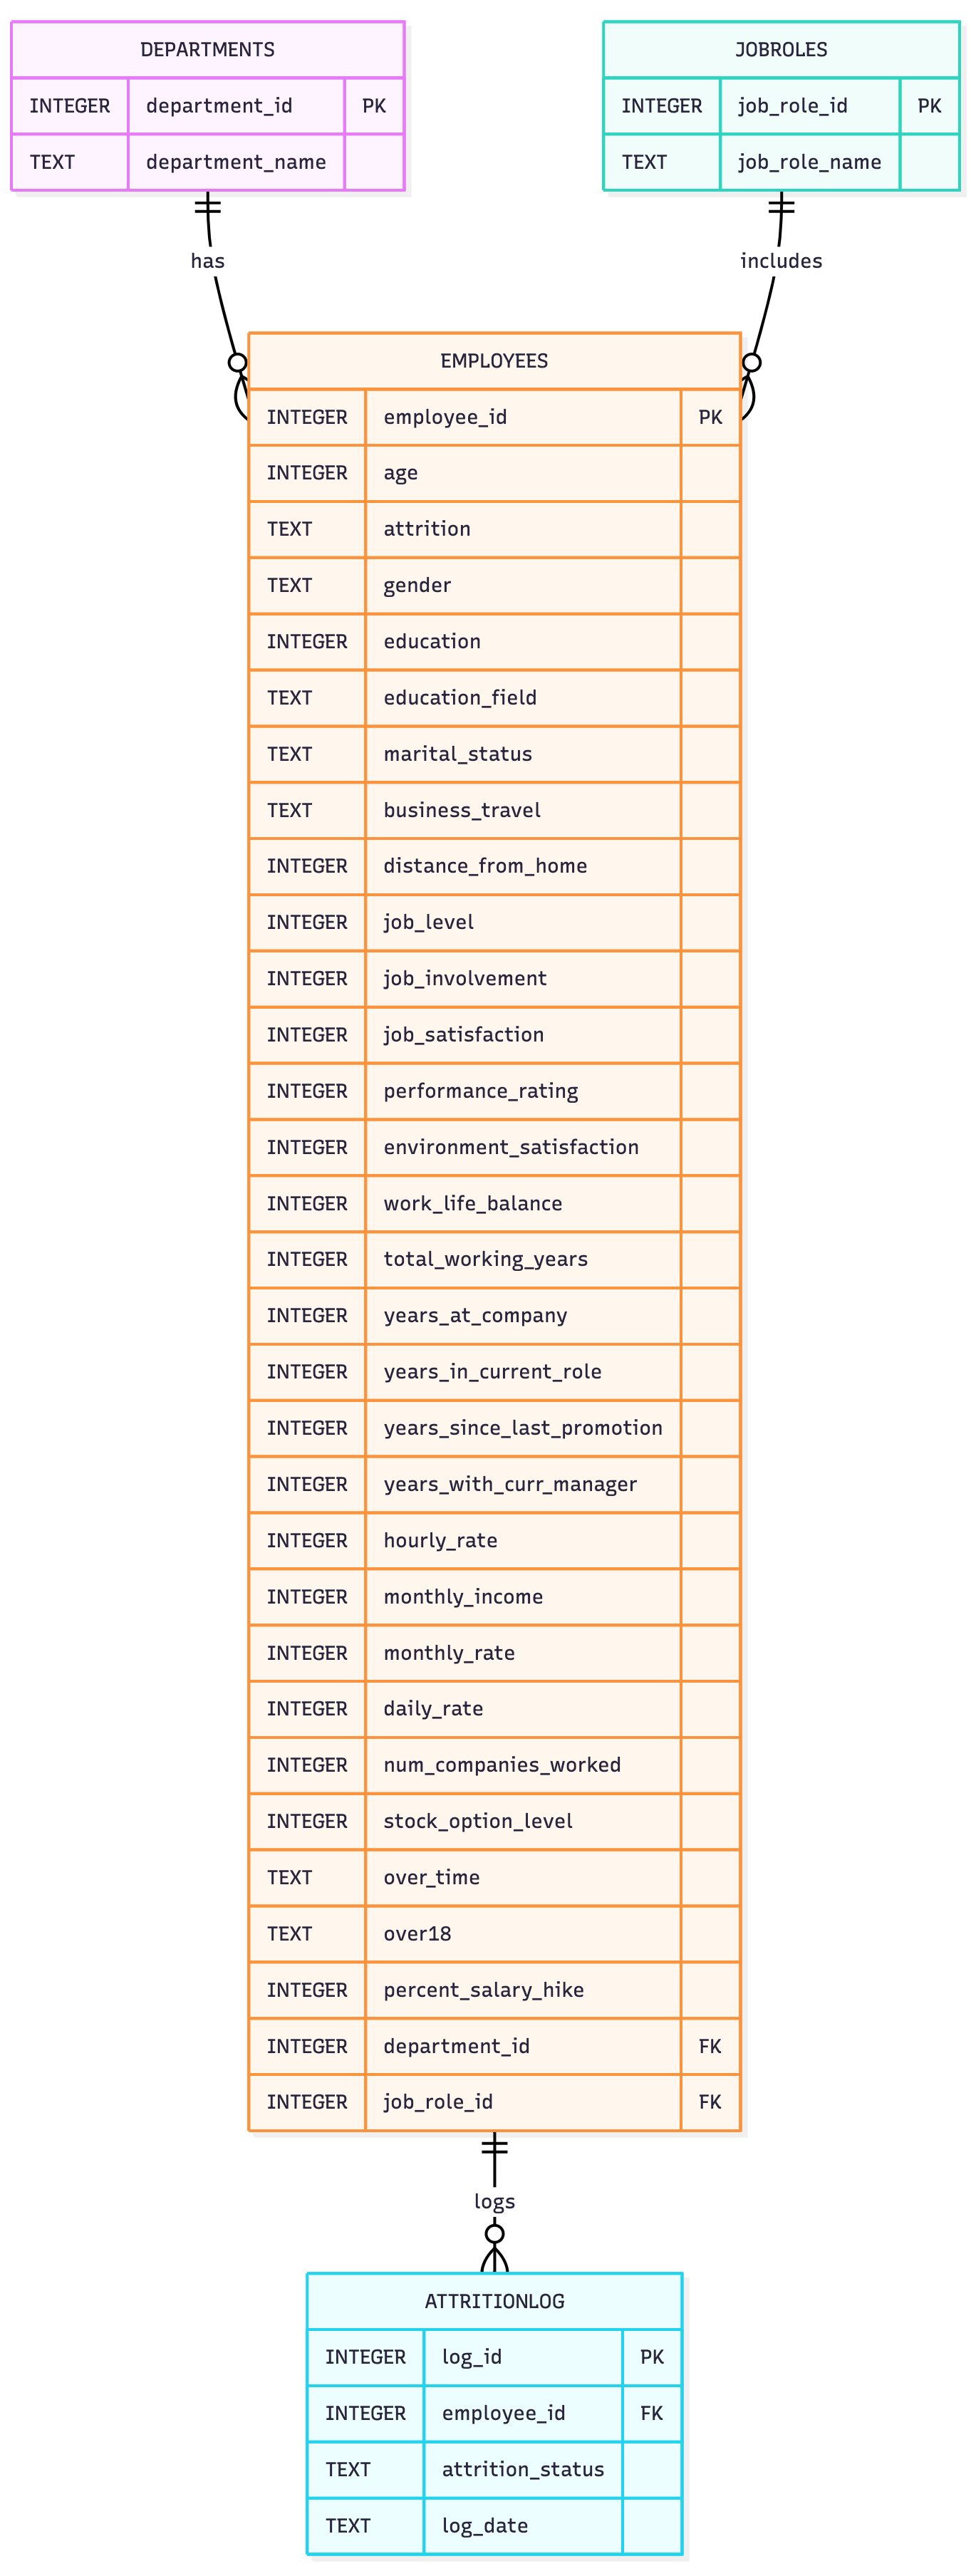 DEPARTMENTS
INTEGER department_id PK
TEXT department_name
JOBROLES
INTEGER job_role_id PK
TEXT job_role_name
has
includes
EMPLOYEES
INTEGER employee_id PK
INTEGER age
TEXT attrition
TEXT gender
INTEGER education
TEXT education_field
TEXT marital_status
TEXT business_travel
INTEGER distance_from_home
INTEGER job_level
INTEGER job_involvement
INTEGER job_satisfaction
INTEGER performance_rating
INTEGER environment_satisfaction
INTEGER work_life_balance
INTEGER total_working_years
INTEGER years_at_company
INTEGER years_in_current_role
INTEGER years_since_last_promotion
INTEGER years_with_curr_manager
INTEGER hourly_rate
INTEGER monthly_income
INTEGER monthly_rate
INTEGER daily_rate
INTEGER num_companies_worked
INTEGER stock_option_level
TEXT over_time
TEXT over18
INTEGER percent_salary_hike
INTEGER department_id FK
INTEGER job_role_id FK
logs
ATTRITIONLOG
INTEGER log_id PK
INTEGER employee_id FK
TEXT attrition_status
TEXT log_date